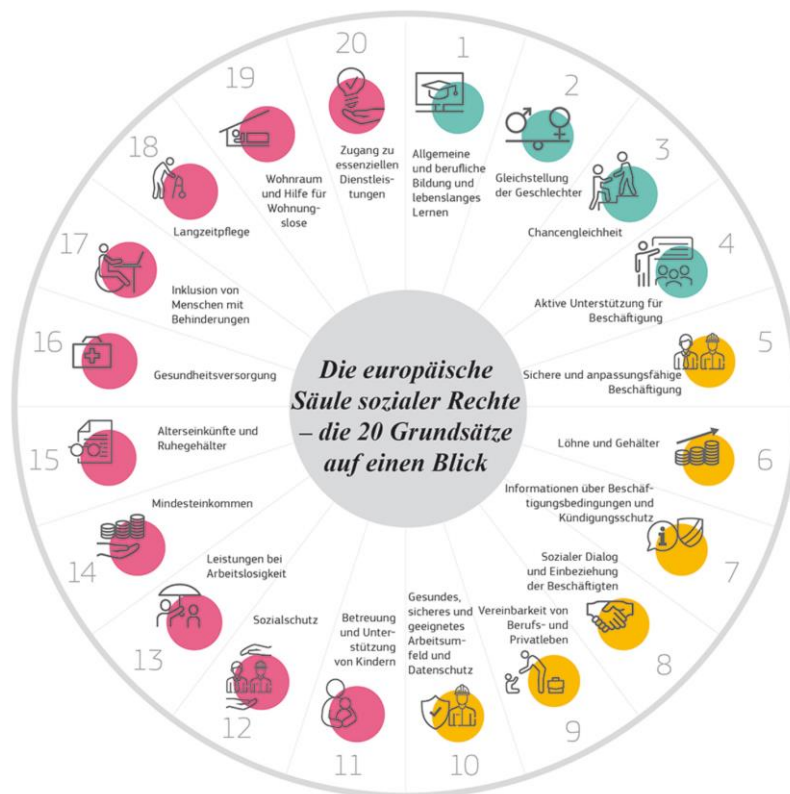 Die europäische
Säule sozialer Rechte
– die 20 Grundsätze
auf einen Blick
1
Allgemeine
und berufliche
Bildung und
lebenslanges
Lernen
2
Gleichstellung
der Geschlechter
3
Chancengleichheit
4
Aktive Unterstützung für
Beschäftigung
5
Sichere und anpassungsfähige
Beschäftigung
6
Löhne und Gehälter
7
Informationen über Beschäf-
tigungsbedingungen und
Kündigungsschutz
8
Sozialer Dialog
und Einbeziehung
der Beschäftigten
9
Vereinbarkeit von
Berufs- und
Privatleben
10
Gesundes,
sicheres und
geeignetes
Arbeitsum-
feld und
Datenschutz
11
Betreuung
und Unter-
stützung
von Kindern
12
Sozialschutz
13
Leistungen bei
Arbeitslosigkeit
14
Mindesteinkommen
15
Alterseinkünfte und
Ruhegehälter
16
Gesundheitsversorgung
17
Inklusion von
Menschen mit
Behinderungen
18
Langzeitpflege
19
Wohnraum
und Hilfe für
Wohnungs-
lose
20
Zugang zu
essenziellen
Dienstleis-
tungen